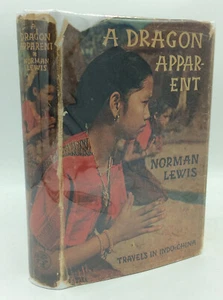 A
DRAGON
APPARENT
NORMAN
LEWIS
A DRAGON
APPAR-
ENT
NORMAN
LEWIS
TRAVELS IN INDO-CHINA